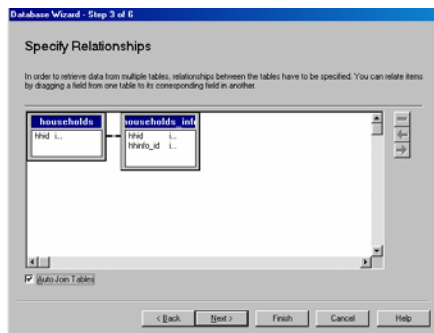 Database Wizard - Step 3 of 6
Specify Relationships
In order to retrieve data from multiple tables, relationships between the tables have to be specified. You can relate items
by dragging a field from one table to its corresponding field in another.
households
hhid i...
households_info
hhid i...
hhinfo_id i...
Auto-Join Tables
< Back
Next >
Finish
Cancel
Help